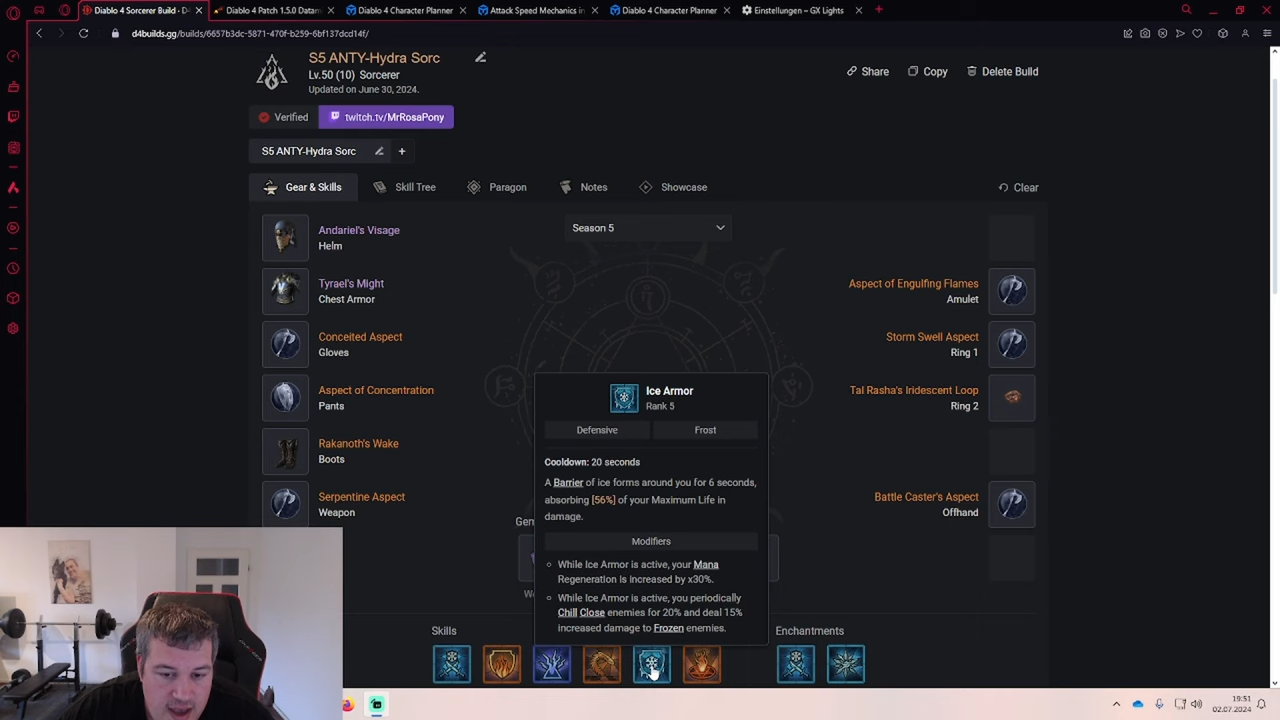 Diablo 4 Sorcerer Build - D4
Diablo 4 Patch 1.5.0 Datam
Diablo 4 Character Planner
Attack Speed Mechanics in
Diablo 4 Character Planner
Einstellungen – GX Lights
d4builds.gg/builds/6657b3dc-5871-470f-b259-6bf137dcd14f/
S5 ANTY-Hydra Sorc
Lv.50 (10) Sorcerer
Updated on June 30, 2024.
Share
Copy
Delete Build
Verified
twitch.tv/MrRosaPony
S5 ANTY-Hydra Sorc
Gear & Skills
Skill Tree
Paragon
Notes
Showcase
Clear
Season 5
Andariel's Visage
Helm
Tyrael's Might
Chest Armor
Conceited Aspect
Gloves
Aspect of Concentration
Pants
Rakanoth's Wake
Boots
Serpentine Aspect
Weapon
Aspect of Engulfing Flames
Amulet
Storm Swell Aspect
Ring 1
Tal Rasha's Iridescent Loop
Ring 2
Battle Caster's Aspect
Offhand
Ice Armor
Rank 5
Defensive
Frost
Cooldown: 20 seconds
A Barrier of ice forms around you for 6 seconds,
absorbing [56%] of your Maximum Life in
damage.
Modifiers
While Ice Armor is active, your Mana
Regeneration is increased by x30%.
While Ice Armor is active, you periodically
Chill Close enemies for 20% and deal 15%
increased damage to Frozen enemies.
Skills
Enchantments
19:51
02.07.2024